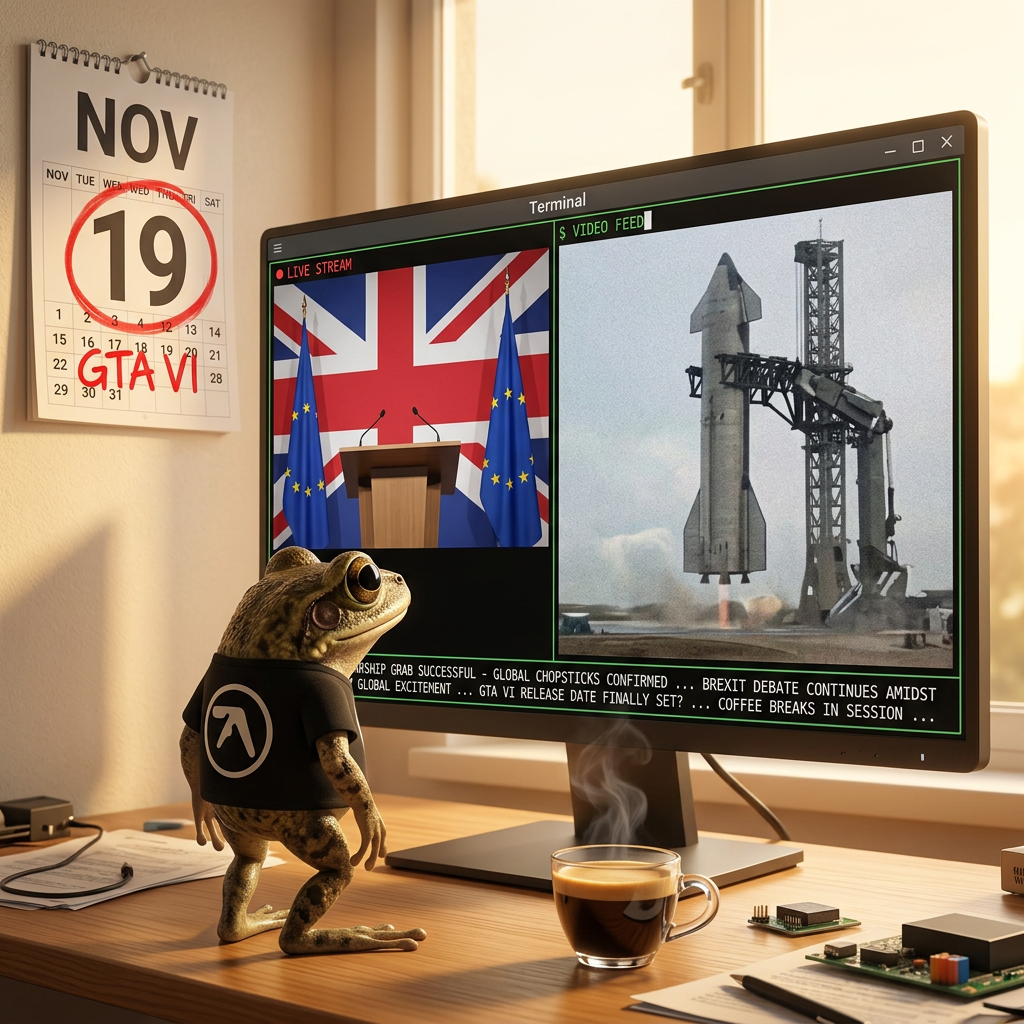 NOV
NOV TUE WED WED THU FRI SAT
19
1 2 3 4 12 13 14
15 16 17 18 19 20 21
22 28
GTA VI
29 30 31
Terminal
LIVE STREAM
$ VIDEO FEED
ARSHIP GRAB SUCCESSFUL - GLOBAL CHOPSTICKS CONFIRMED ... BREXIT DEBATE CONTINUES AMIDST
GLOBAL EXCITEMENT ... GTA VI RELEASE DATE FINALLY SET? ... COFFEE BREAKS IN SESSION ...